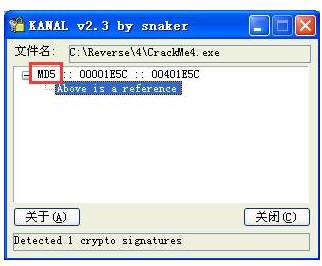 KANAL v2.3 by snaker
文件名: C:\Reverse\4\CrackMe4.exe
MD5 :: 00001E5C :: 00401E5C
Above is a reference
关于(A) 关闭(C)
Detected 1 crypto signatures